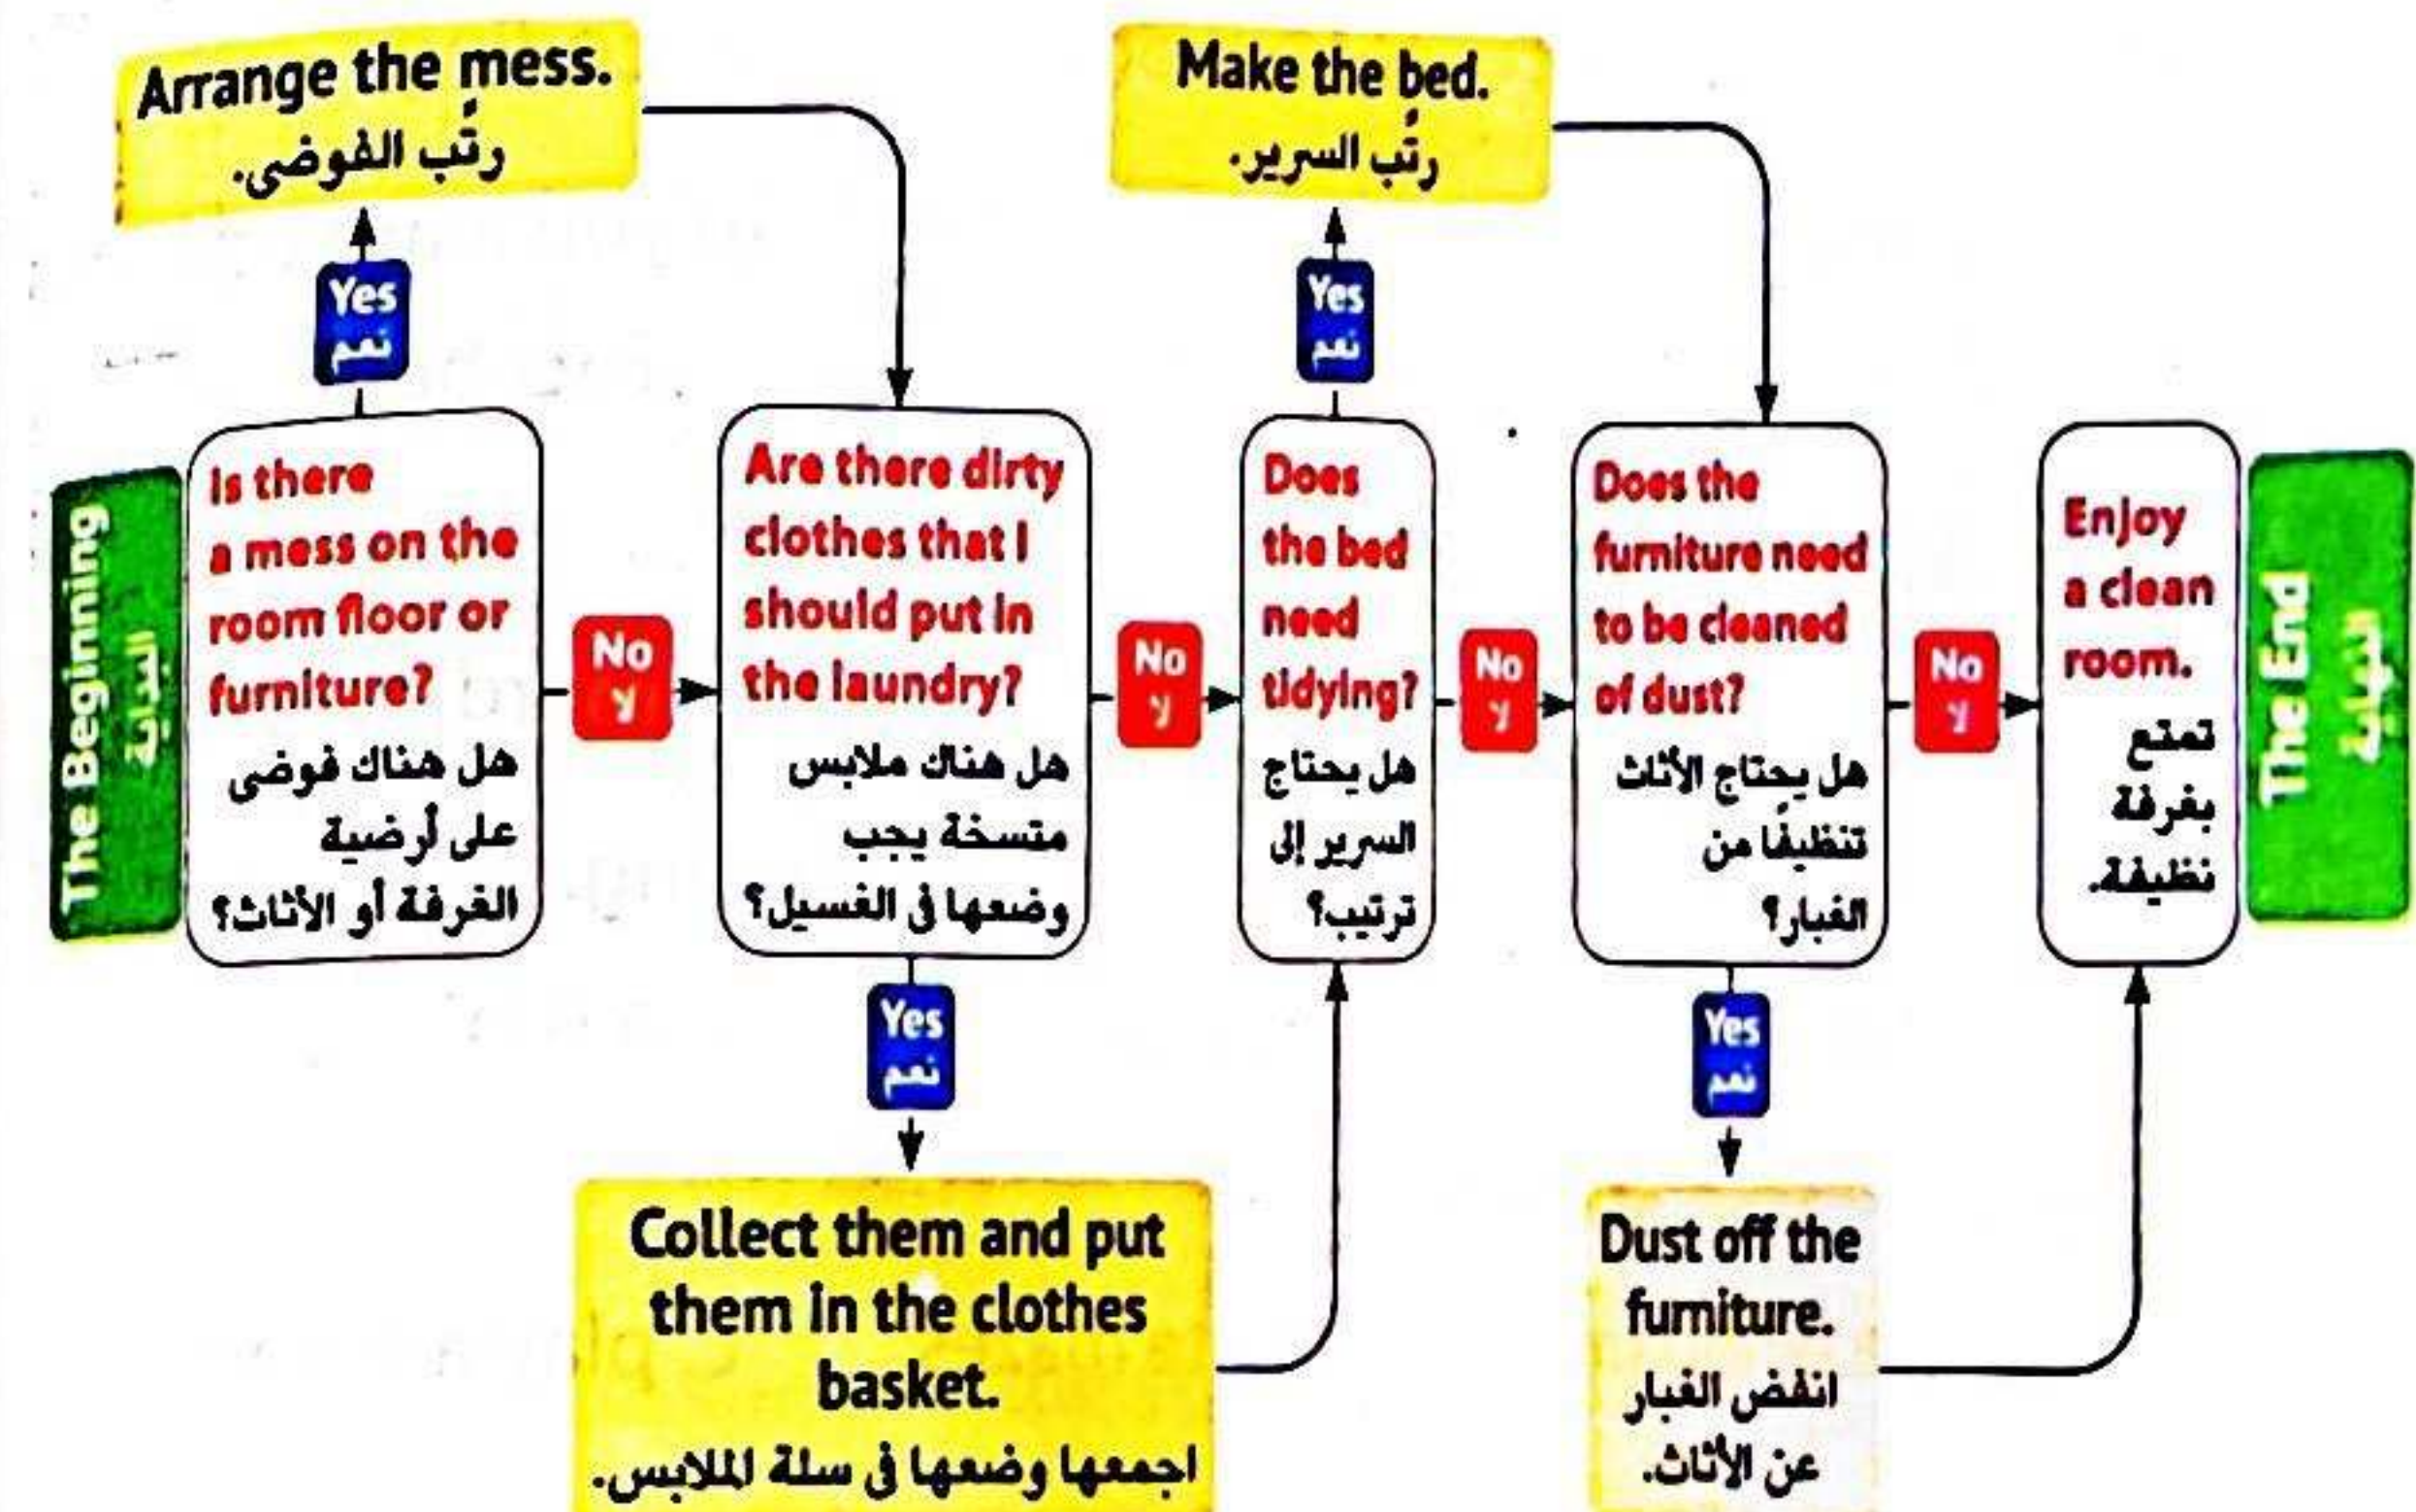 Arrange the mess.
رتّب الفوضى.
Yes
نعم
The Beginning
البداية
Is there
a mess on the
room floor or
furniture?
هل هناك فوضى
على أرضية
الغرفة أو الأثاث؟
No
لا
Are there dirty
clothes that I
should put in
the laundry?
هل هناك ملابس
متسخة يجب
وضعها فى الغسيل؟
Yes
نعم
Collect them and put
them in the clothes
basket.
اجمعها وضعها فى سلة الملابس.
No
لا
Does
the bed
need
tidying?
هل يحتاج
السرير إلى
ترتيب؟
Yes
نعم
Make the bed.
رتّب السرير.
No
لا
Does the
furniture need
to be cleaned
of dust?
هل يحتاج الأثاث
تنظيفًا من
الغبار؟
Yes
نعم
Dust off the
furniture.
انفض الغبار
عن الأثاث.
No
لا
Enjoy
a clean
room.
تمتع
بغرفة
نظيفة.
The End
النهاية